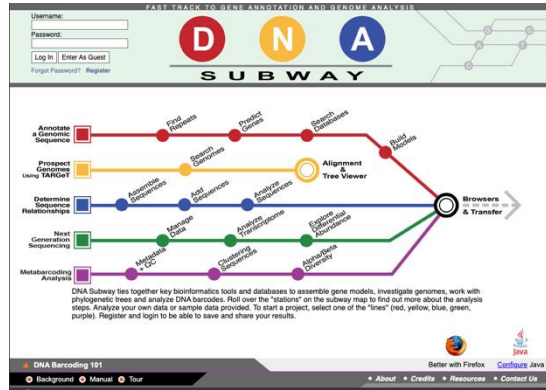 FAST TRACK TO GENE ANNOTATION AND GENOME ANALYSIS
Username:
Password:
Log In Enter As Guest
Forgot Password? Register
D N A
SUBWAY
Annotate
a Genomic
Sequence
Find
Repeats
Predict
Genes
Search
Databases
Build
Models
Prospect
Genomes
Using TARGeT
Search
Genomes
Alignment
&
Tree Viewer
Determine
Sequence
Relationships
Assemble
Sequences
Add
Sequences
Analyze
Sequences
Browsers
& Transfer
Next
Generation
Sequencing
Manage
Data
Analyze
Transcriptome
Explore
Differential
Abundance
Metabarcoding
Analysis
Metadata
+ QC
Clustering
Sequences
Alpha/Beta
Diversity
DNA Subway ties together key bioinformatics tools and databases to assemble gene models, investigate genomes, work with
phylogenetic trees and analyze DNA barcodes. Roll over the "stations" on the subway map to find out more about the analysis
steps. Analyze your own data or sample data provided. To start a project, select one of the "lines" (red, yellow, blue, green,
purple). Register and login to be able to save and share your results.
Java
DNA Barcoding 101
Better with Firefox Configure Java
Background Manual Tour
• About • Credits • Resources • Contact Us